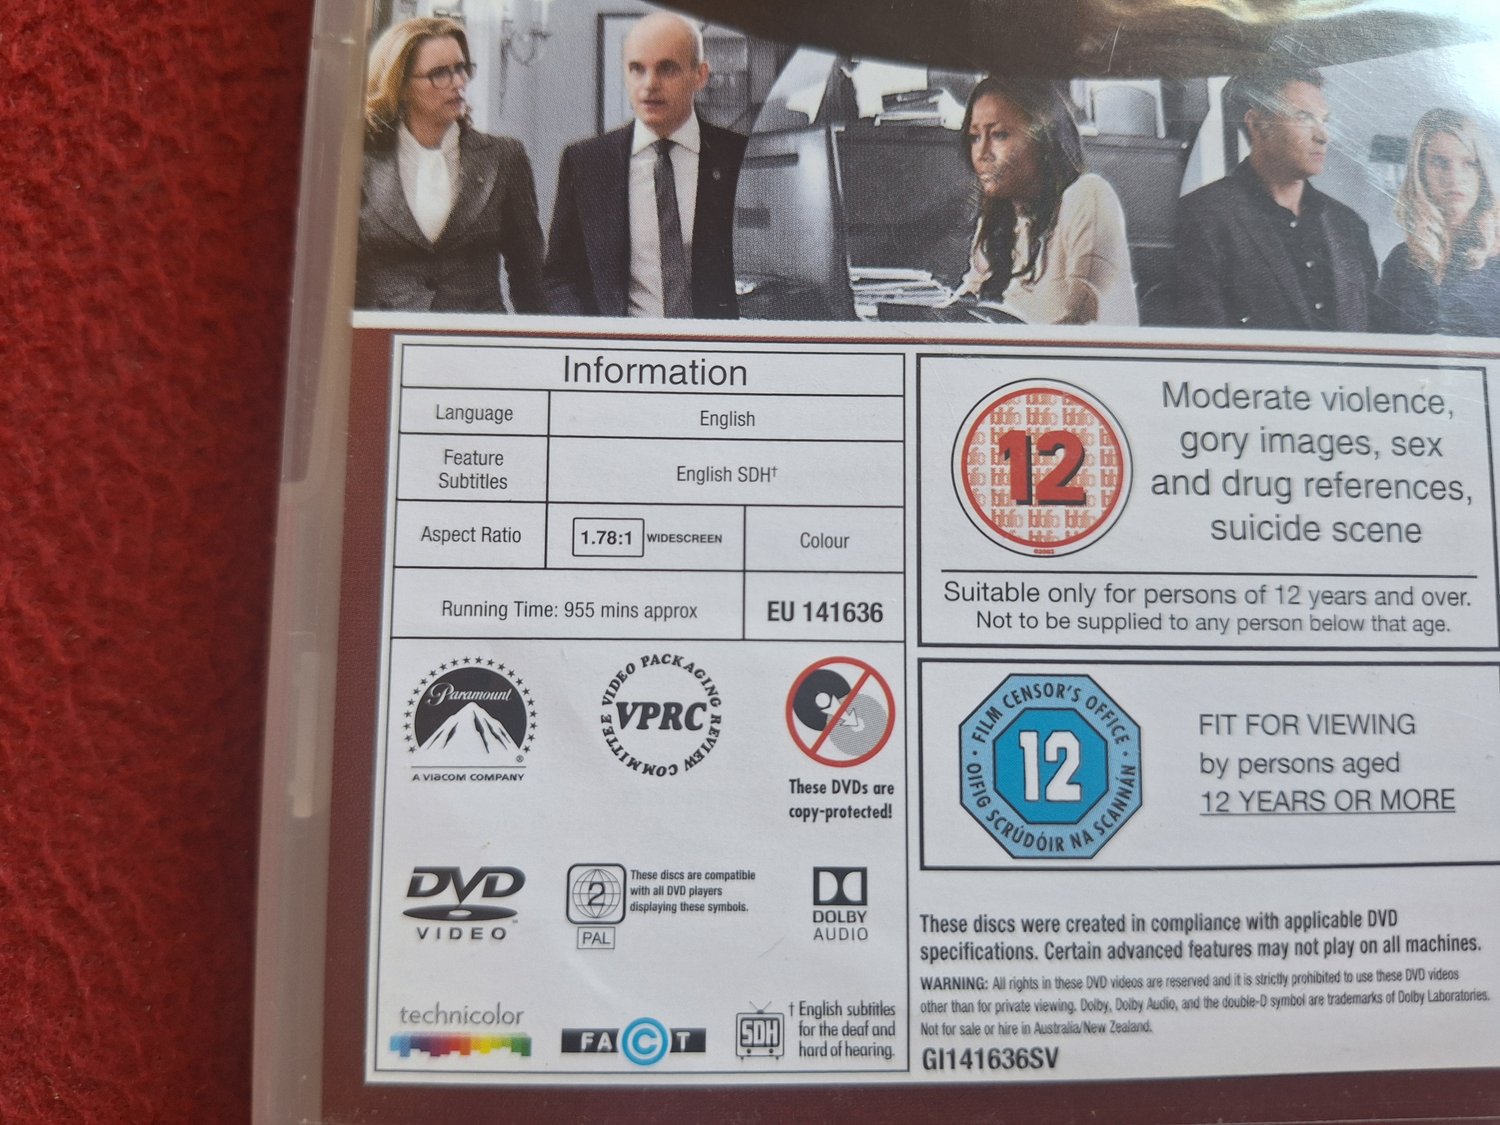 Information
Language
English
Feature
Subtitles
English SDH†
Aspect Ratio
1.78:1 WIDESCREEN
Colour
Running Time: 955 mins approx
EU 141636
Paramount
®
A VIACOM COMPANY
VIDEO PACKAGING REVIEW COMMITTEE
VPRC
These DVDs are
copy-protected!
DVD
VIDEO
2
PAL
These discs are compatible
with all DVD players
displaying these symbols.
DOLBY
AUDIO
technicolor
FACT
SDH
† English subtitles
for the deaf and
hard of hearing.
12
Moderate violence,
gory images, sex
and drug references,
suicide scene
Suitable only for persons of 12 years and over.
Not to be supplied to any person below that age.
· FILM CENSOR'S OFFICE ·
12
OIFIG SCRÚDÓIR NA SCANNÁN
FIT FOR VIEWING
by persons aged
12 YEARS OR MORE
These discs were created in compliance with applicable DVD
specifications. Certain advanced features may not play on all machines.
WARNING: All rights in these DVD videos are reserved and it is strictly prohibited to use these DVD videos
other than for private viewing. Dolby, Dolby Audio, and the double-D symbol are trademarks of Dolby Laboratories.
Not for sale or hire in Australia/New Zealand.
GI141636SV